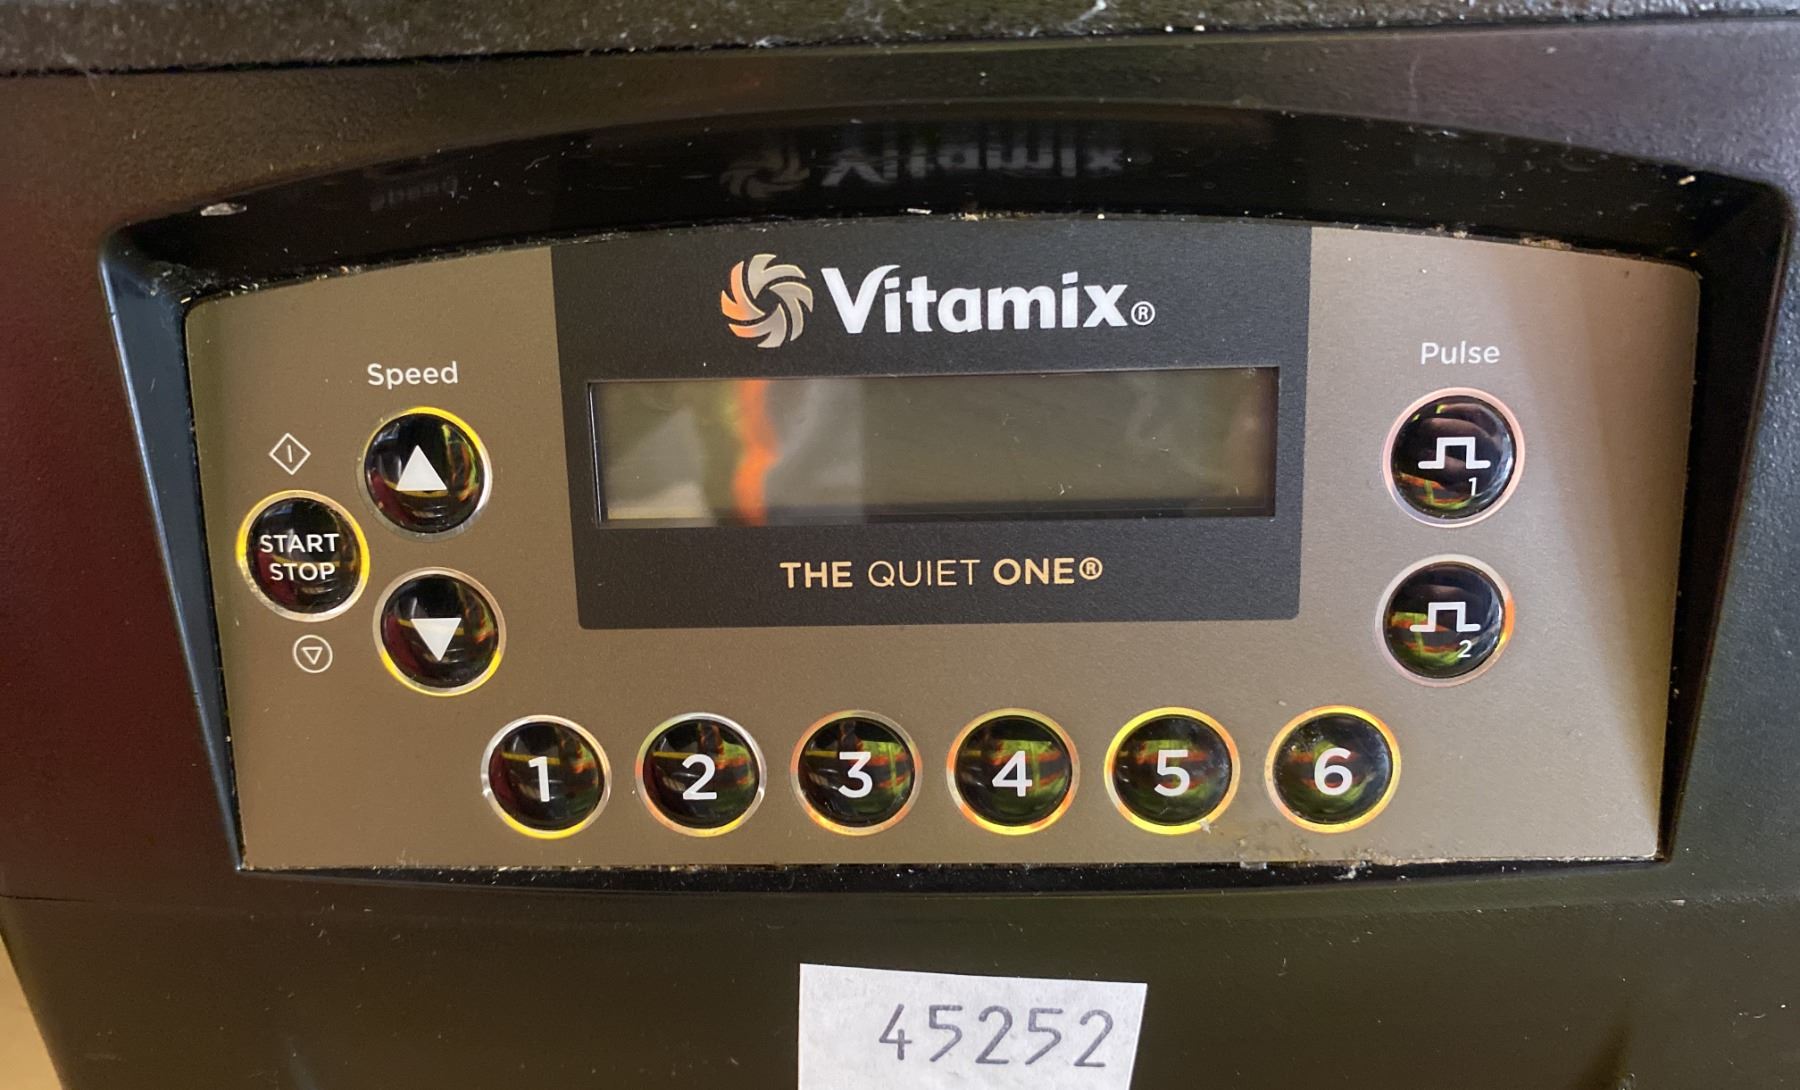 Vitamix®
Speed
Pulse
START
STOP
1
2
THE QUIET ONE®
1 2 3 4 5 6
45252